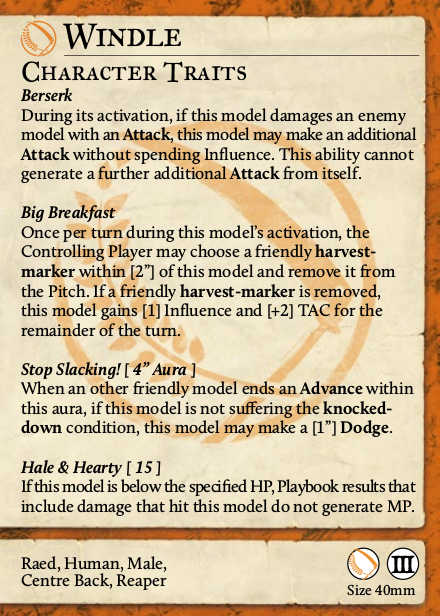 Windle
Character Traits
Berserk
During its activation, if this model damages an enemy
model with an Attack, this model may make an additional
Attack without spending Influence. This ability cannot
generate a further additional Attack from itself.
Big Breakfast
Once per turn during this model's activation, the
Controlling Player may choose a friendly harvest-
marker within [2”] of this model and remove it from
the Pitch. If a friendly harvest-marker is removed,
this model gains [1] Influence and [+2] TAC for the
remainder of the turn.
Stop Slacking! [ 4” Aura ]
When an other friendly model ends an Advance within
this aura, if this model is not suffering the knocked-
down condition, this model may make a [1”] Dodge.
Hale & Hearty [ 15 ]
If this model is below the specified HP, Playbook results that
include damage that hit this model do not generate MP.
Raed, Human, Male,
Centre Back, Reaper
III
Size 40mm